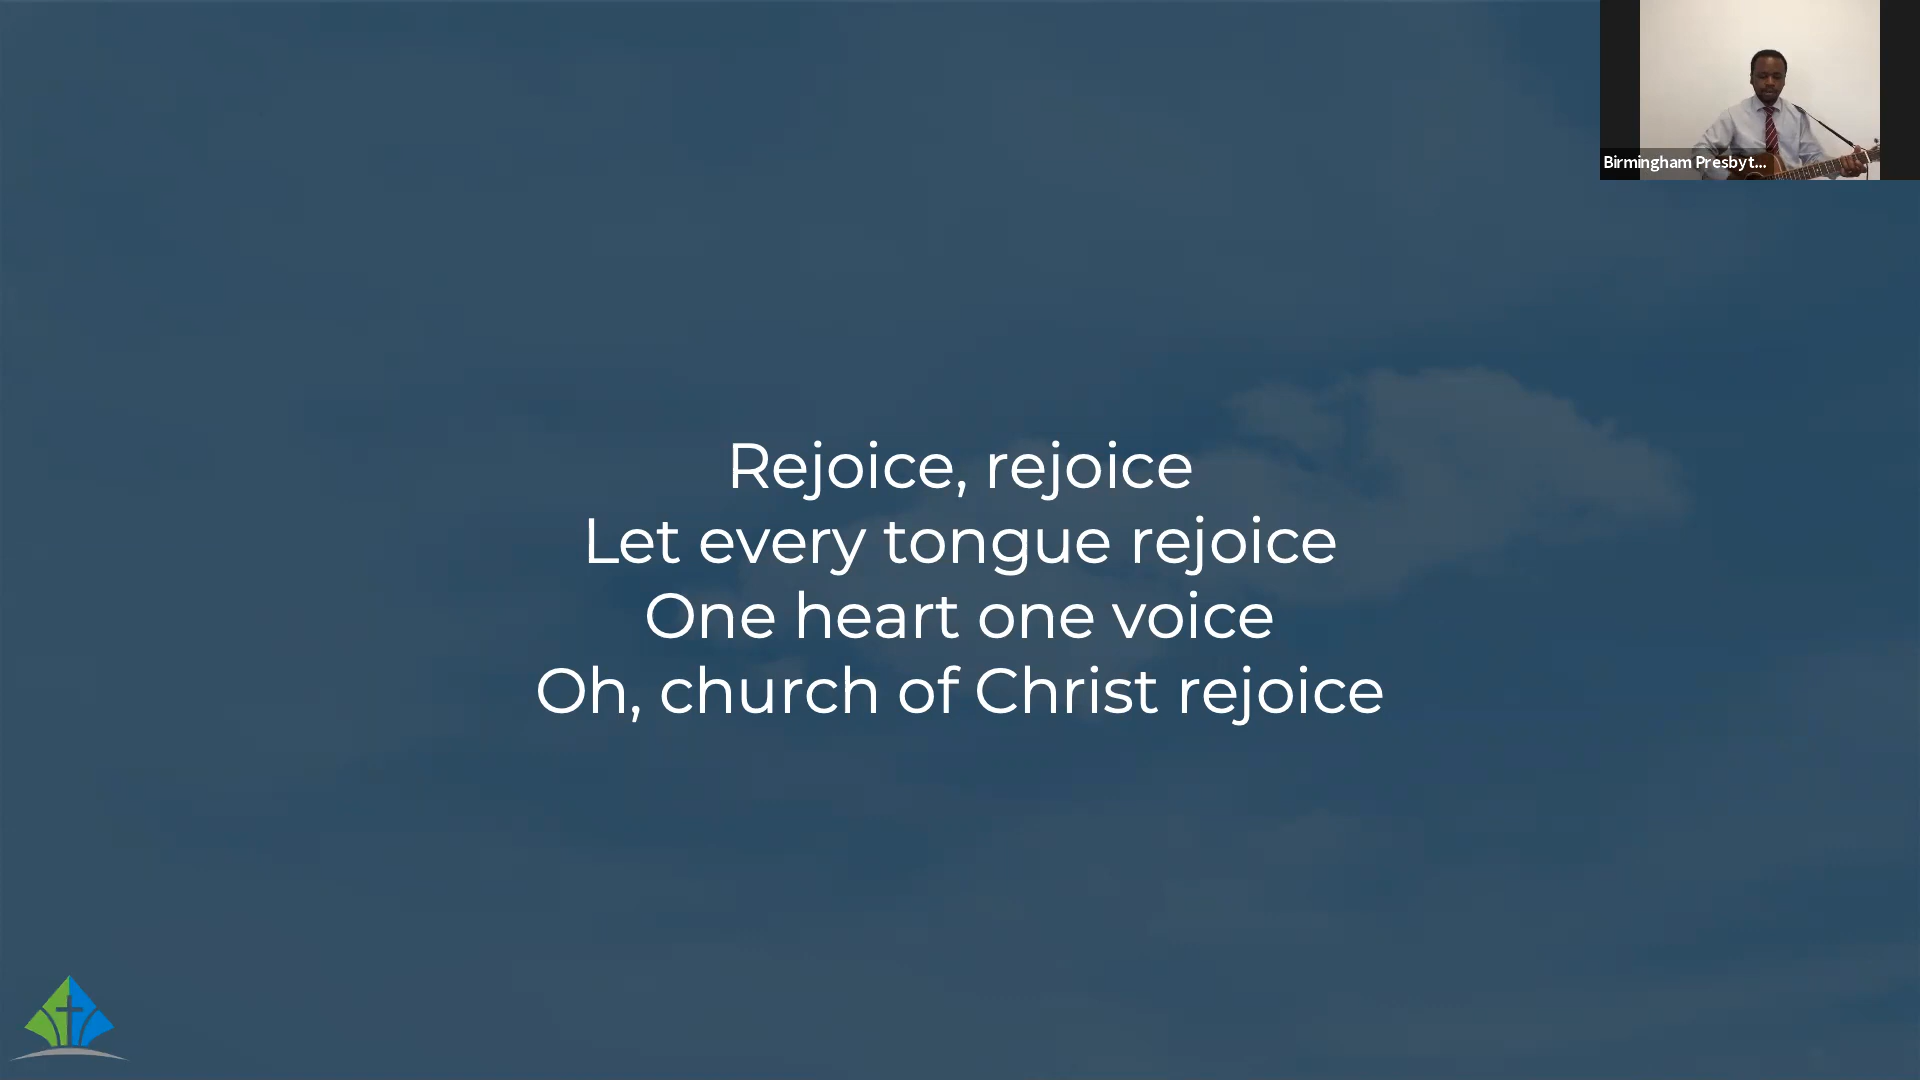 Birmingham Presbyt...
Rejoice, rejoice
Let every tongue rejoice
One heart one voice
Oh, church of Christ rejoice